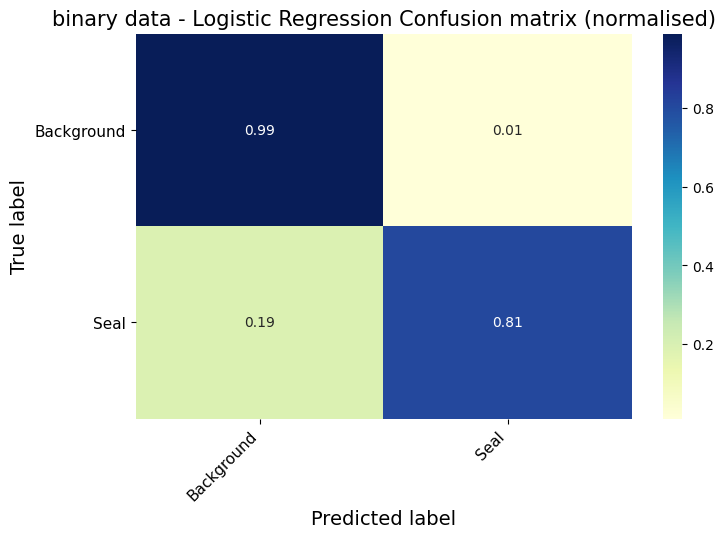 binary data - Logistic Regression Confusion matrix (normalised)
True label
Background
0.99
0.01
Seal
0.19
0.81
0.8
0.6
0.4
0.2
Background
Seal
Predicted label